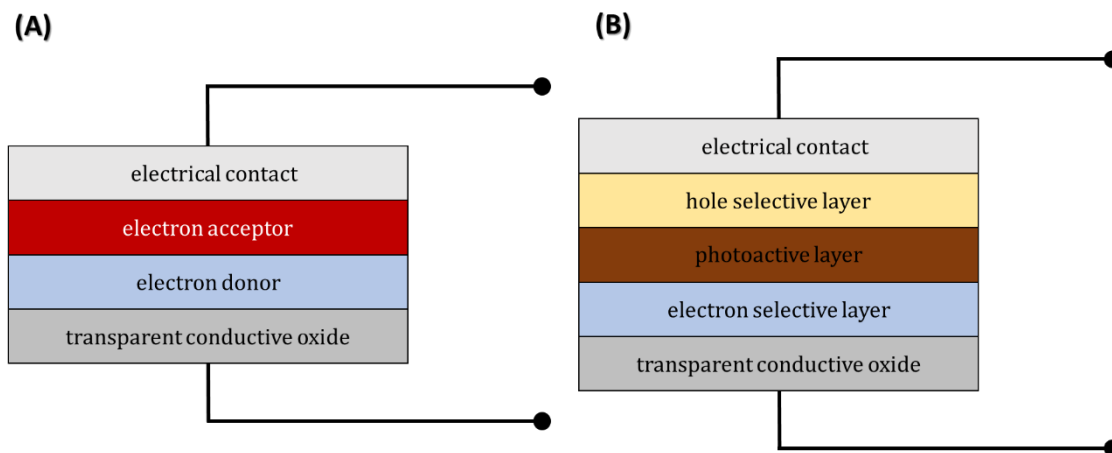 (A)
electrical contact
electron acceptor
electron donor
transparent conductive oxide
(B)
electrical contact
hole selective layer
photoactive layer
electron selective layer
transparent conductive oxide